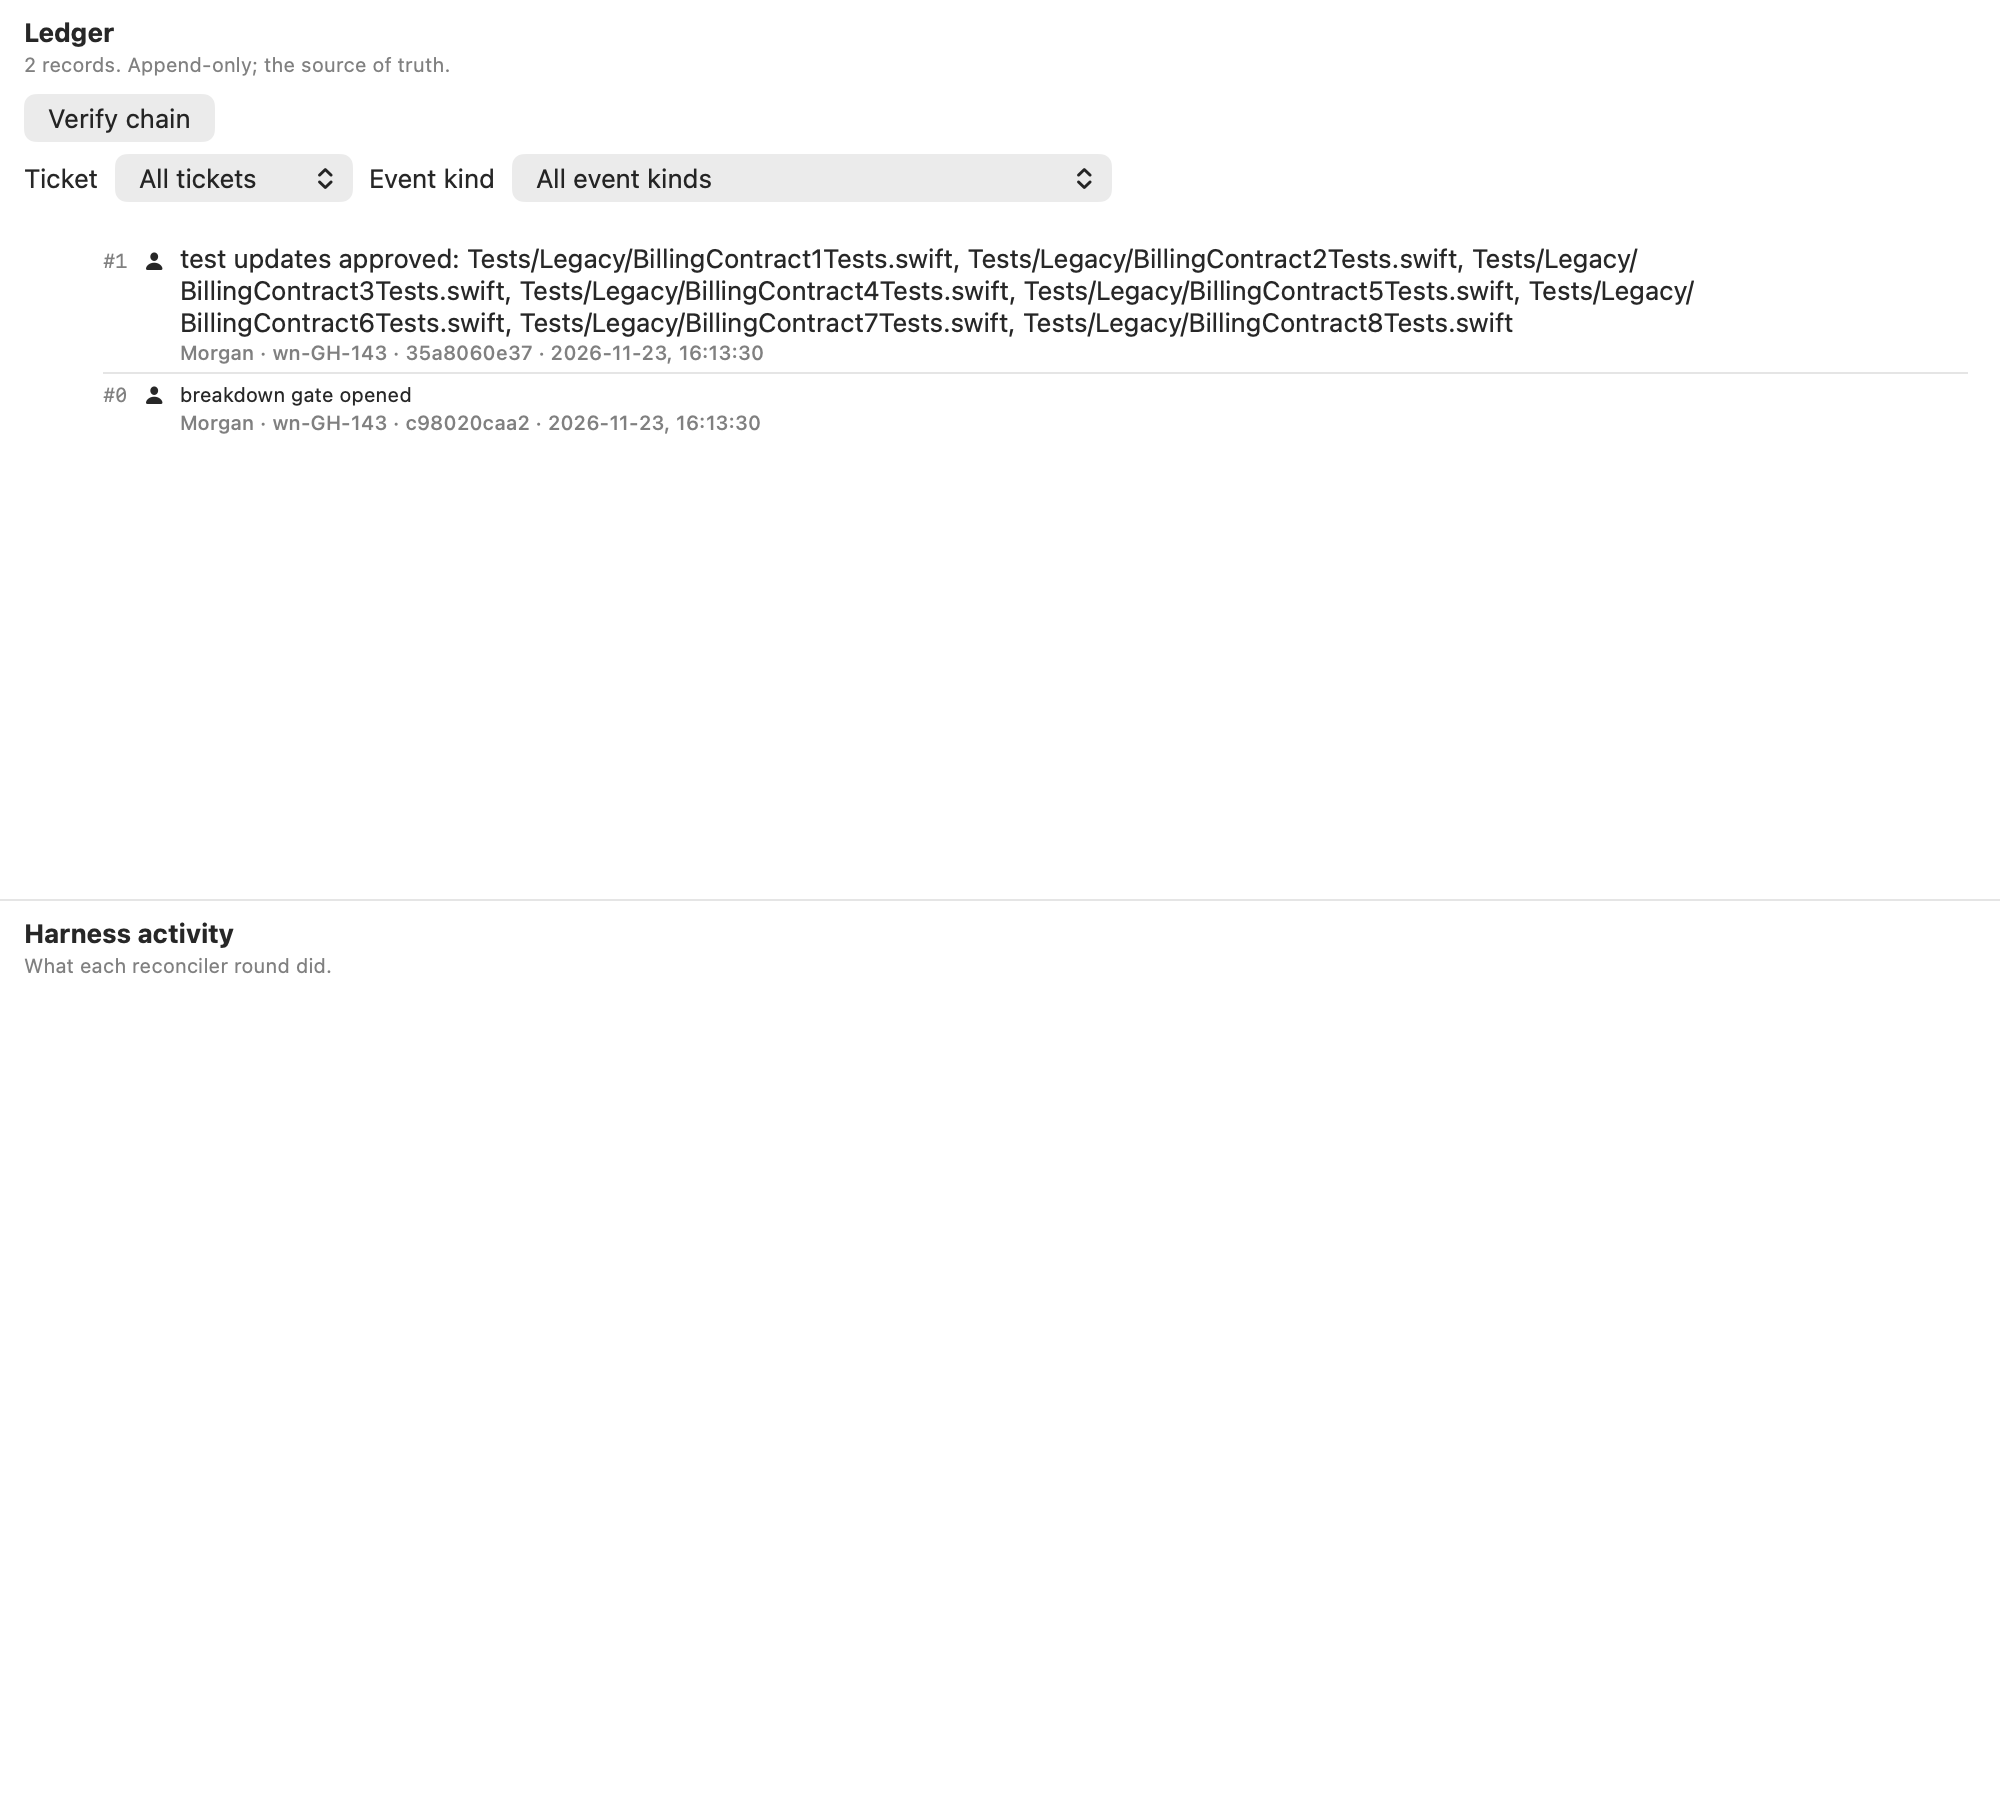 Ledger
2 records. Append-only; the source of truth.
Verify chain
Ticket All tickets Event kind All event kinds
#1 test updates approved: Tests/Legacy/BillingContract1Tests.swift, Tests/Legacy/BillingContract2Tests.swift, Tests/Legacy/
BillingContract3Tests.swift, Tests/Legacy/BillingContract4Tests.swift, Tests/Legacy/BillingContract5Tests.swift, Tests/Legacy/
BillingContract6Tests.swift, Tests/Legacy/BillingContract7Tests.swift, Tests/Legacy/BillingContract8Tests.swift
Morgan · wn-GH-143 · 35a8060e37 · 2026-11-23, 16:13:30
#0 breakdown gate opened
Morgan · wn-GH-143 · c98020caa2 · 2026-11-23, 16:13:30
Harness activity
What each reconciler round did.